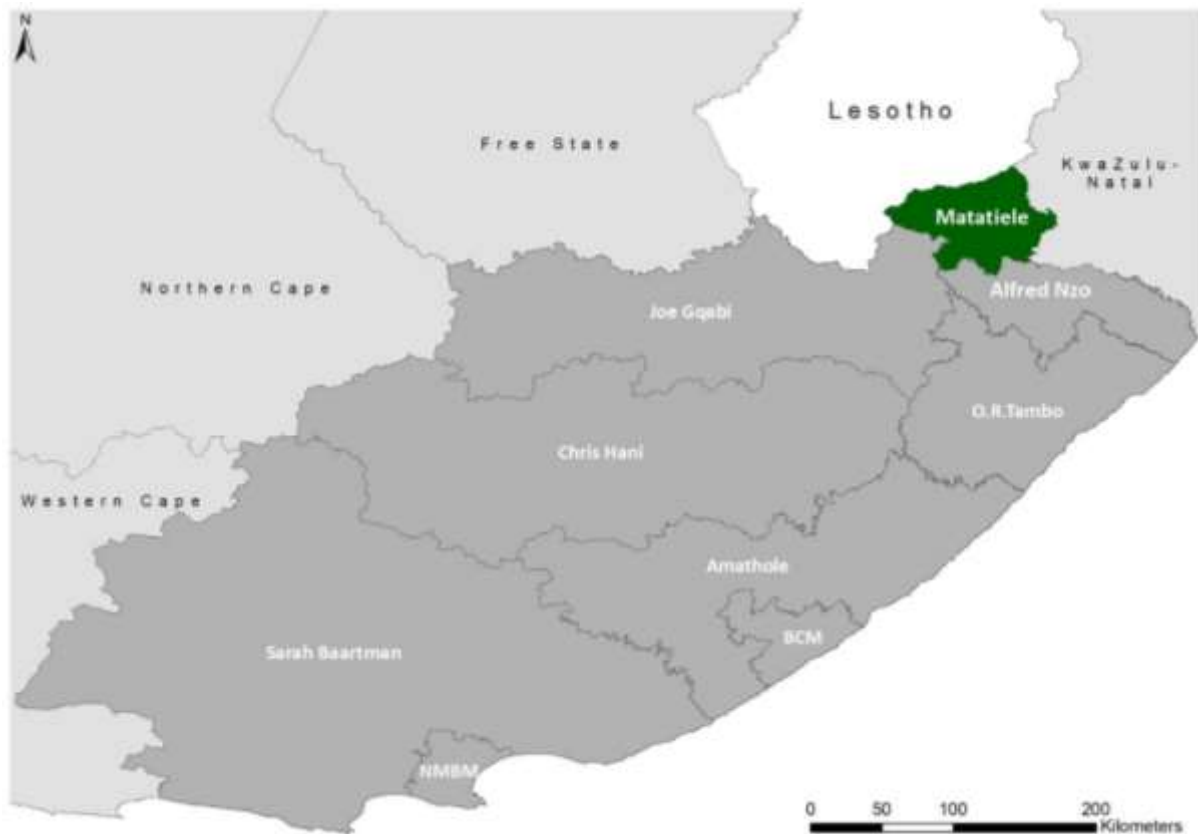 N
Lesotho
Free State
KwaZulu-
Natal
Matatiele
Northern Cape
Alfred Nzo
Joe Gqabi
O.R.Tambo
Chris Hani
Western Cape
Amathole
BCM
Sarah Baartman
NMBM
0 50 100 200
Kilometers